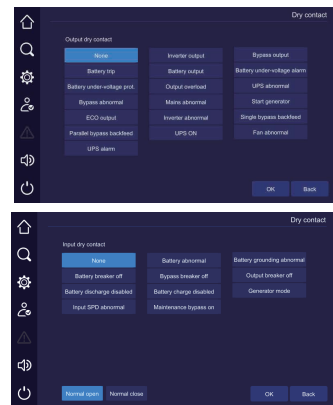 Dry contact
Output dry contact
None Inverter output Bypass output
Battery trip Battery output Battery under-voltage alarm
Battery under-voltage prot. Output overload UPS abnormal
Bypass abnormal Mains abnormal Start generator
ECO output Inverter abnormal Single bypass backfeed
Parallel bypass backfeed UPS ON Fan abnormal
UPS alarm
OK Back
Dry contact
Input dry contact
None Battery abnormal Battery grounding abnormal
Battery breaker off Bypass breaker off Output breaker off
Battery discharge disabled Battery charge disabled Generator mode
Input SPD abnormal Maintenance bypass on
Normal open Normal close OK Back